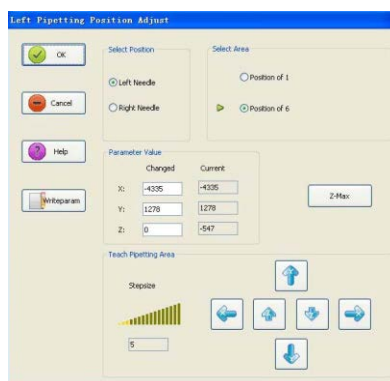 Left Pipetting Position Adjust
OK
Cancel
Help
Writeparam
Select Position
Left Needle
Right Needle
Select Area
Position of 1
Position of 6
Parameter Value
Changed Current
X: -4335 -4335
Y: 1278 1278
Z: 0 -547
Z-Max
Teach Pipetting Area
Stepsize
5